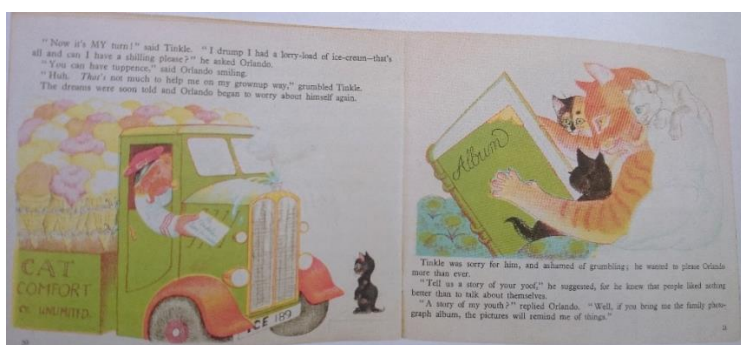 "Now it's MY turn!" said Tinkle. "I drump I had a lorry-load of ice-cream—that's
all and can I have a shilling please?" he asked Orlando.
"You can have tuppence," said Orlando smiling.
"Huh. That's not much to help me on my grownup way," grumbled Tinkle.
The dreams were soon told and Orlando began to worry about himself again.
CAT
COMFORT
UNLIMITED.
ICE 189
Album
Tinkle was sorry for him, and ashamed of grumbling; he wanted to please Orlando
more than ever.
"Tell us a story of your yoof," he suggested, for he knew that people liked nothing
better than to talk about themselves.
"A story of my youth?" replied Orlando. "Well, if you bring me the family photo-
graph album, the pictures will remind me of things."